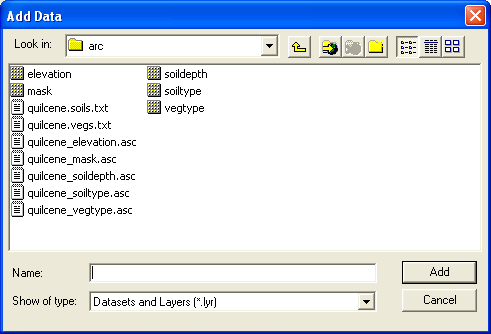 Add Data
Look in: arc
elevation
mask
quilcene.soils.txt
quilcene.vegs.txt
quilcene_elevation.asc
quilcene_mask.asc
quilcene_soildepth.asc
quilcene_soiltype.asc
quilcene_vegtype.asc
soildepth
soiltype
vegtype
Name:
Add
Show of type: Datasets and Layers (*.lyr)
Cancel